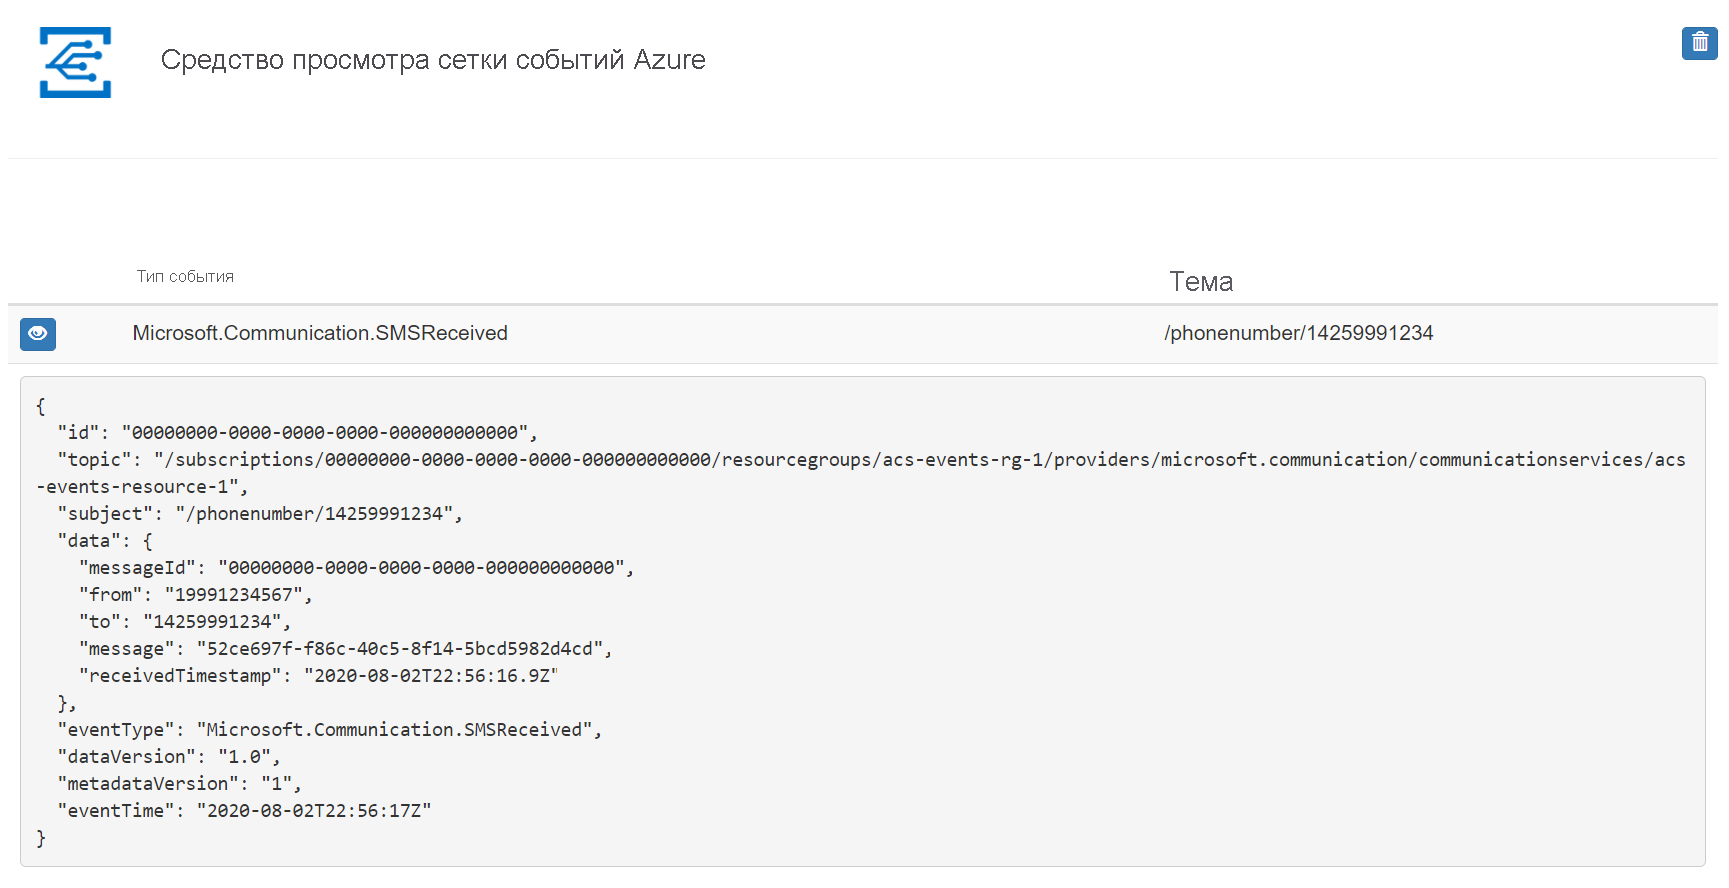 Средство просмотра сетки событий Azure
Тип события
Тема
Microsoft.Communication.SMSReceived
/phonenumber/14259991234
{
"id": "00000000-0000-0000-0000-000000000000",
"topic": "/subscriptions/00000000-0000-0000-0000-000000000000/resourcegroups/acs-events-rg-1/providers/microsoft.communication/communicationservices/acs
-events-resource-1",
"subject": "/phonenumber/14259991234",
"data": {
"messageId": "00000000-0000-0000-0000-000000000000",
"from": "19991234567",
"to": "14259991234",
"message": "52ce697f-f86c-40c5-8f14-5bcd5982d4cd",
"receivedTimestamp": "2020-08-02T22:56:16.9Z"
},
"eventType": "Microsoft.Communication.SMSReceived",
"dataVersion": "1.0",
"metadataVersion": "1",
"eventTime": "2020-08-02T22:56:17Z"
}